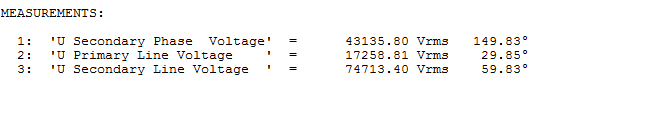 MEASUREMENTS:
1: 'U Secondary Phase  Voltage' = 43135.80 Vrms 149.83°
2: 'U Primary Line Voltage    ' = 17258.81 Vrms 29.85°
3: 'U Secondary Line Voltage  ' = 74713.40 Vrms 59.83°